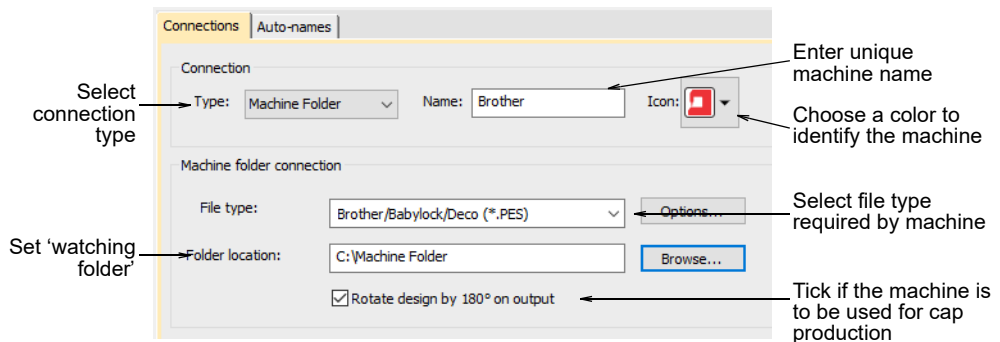 Connections Auto-names
Connection
Enter unique
machine name
Select
connection
type
Type: Machine Folder Name: Brother Icon:
Choose a color to
identify the machine
Machine folder connection
File type: Brother/Babylock/Deco (*.PES) Options...
Select file type
required by machine
Set ‘watching
folder’
Folder location: C:\Machine Folder Browse...
Rotate design by 180° on output
Tick if the machine is
to be used for cap
production